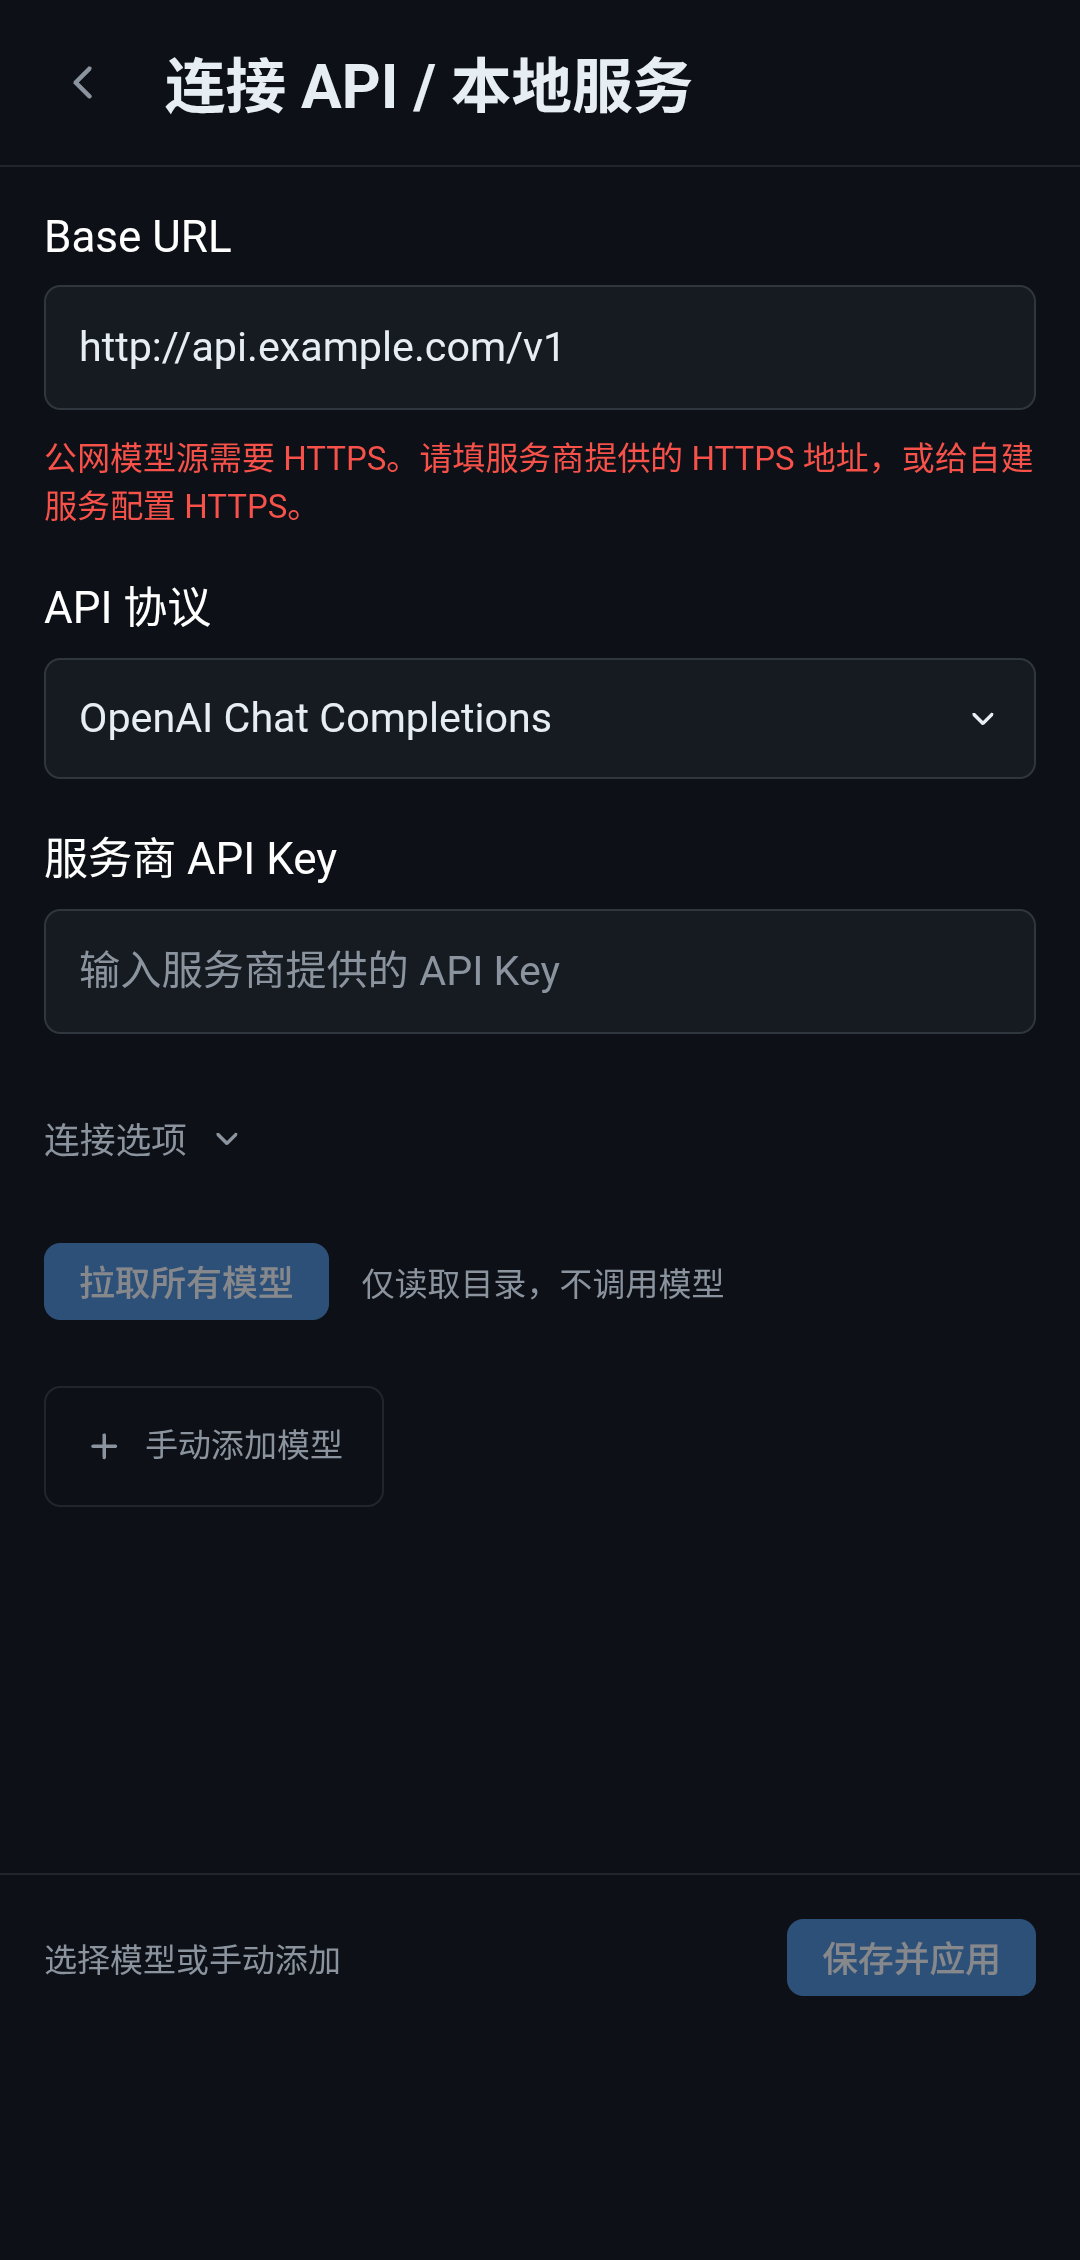 连接 API / 本地服务
Base URL
http://api.example.com/v1
公网模型源需要 HTTPS。请填服务商提供的 HTTPS 地址，或给自建
服务配置 HTTPS。
API 协议
OpenAI Chat Completions
服务商 API Key
输入服务商提供的 API Key
连接选项
拉取所有模型 仅读取目录，不调用模型
手动添加模型
选择模型或手动添加 保存并应用